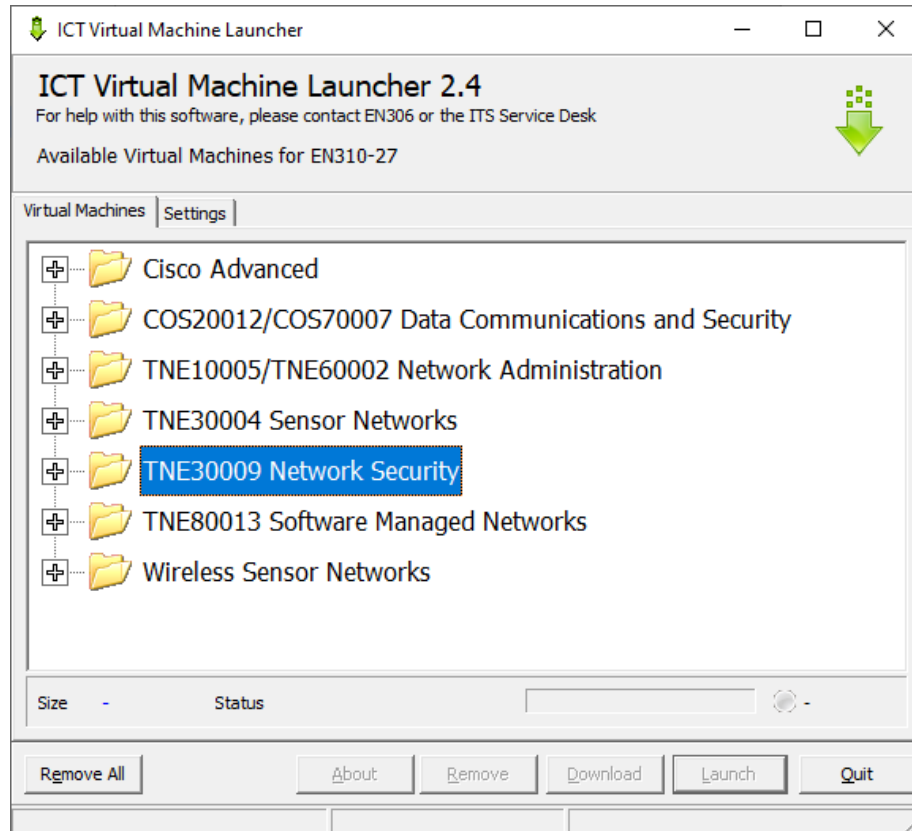 ICT Virtual Machine Launcher
ICT Virtual Machine Launcher 2.4
For help with this software, please contact EN306 or the ITS Service Desk
Available Virtual Machines for EN310-27
Virtual Machines Settings
Cisco Advanced
COS20012/COS70007 Data Communications and Security
TNE10005/TNE60002 Network Administration
TNE30004 Sensor Networks
TNE30009 Network Security
TNE80013 Software Managed Networks
Wireless Sensor Networks
Size - Status -
Remove All About Remove Download Launch Quit